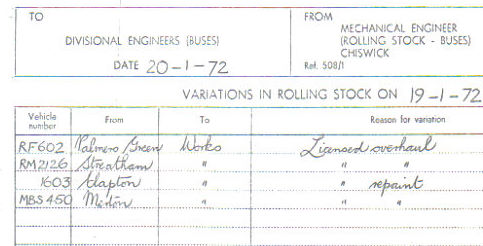 TO
DIVISIONAL ENGINEERS (BUSES)
DATE 20-1-72
FROM
MECHANICAL ENGINEER
(ROLLING STOCK - BUSES)
CHISWICK
Ref. 508/1
VARIATIONS IN ROLLING STOCK ON 19-1-72
Vehicle number From To Reason for variation
RF602 Palmers Green Works Licensed overhaul
RM2126 Streatham " " "
1603 Clapton " " repaint
MBS450 Merton " " "